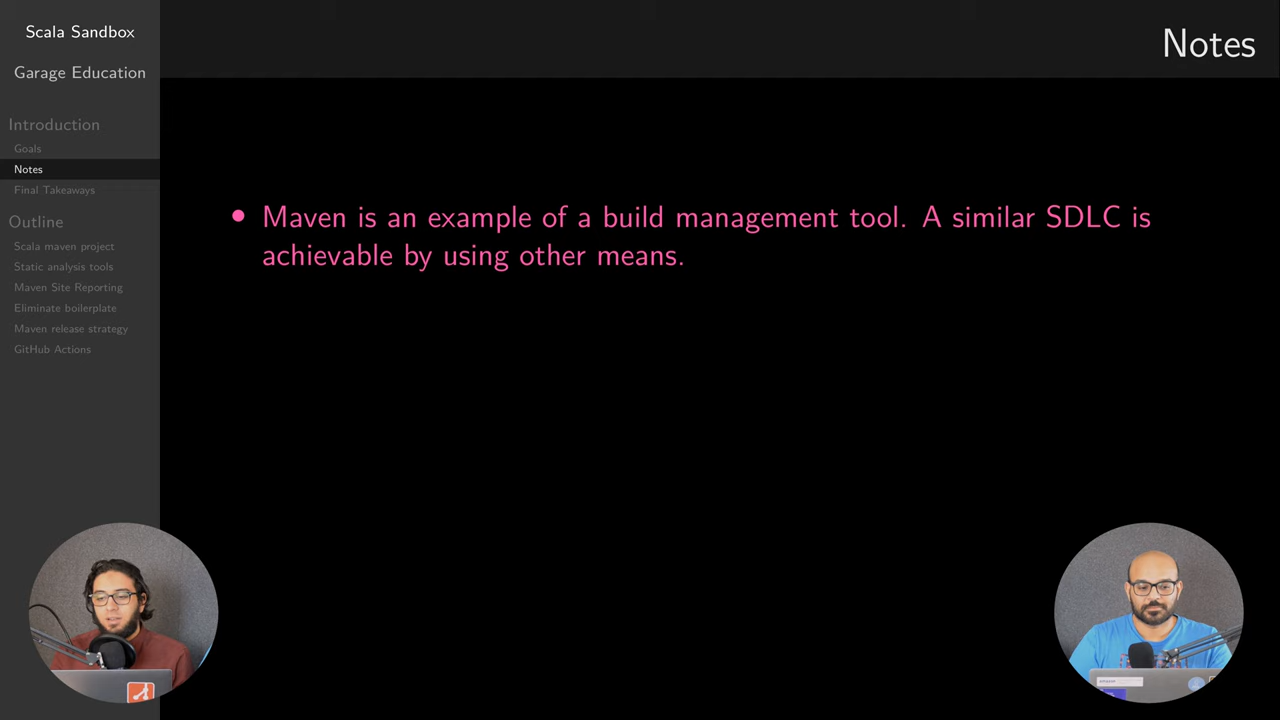 Scala Sandbox
Garage Education
Introduction
Goals
Notes
Final Takeaways
Outline
Scala maven project
Static analysis tools
Maven Site Reporting
Eliminate boilerplate
Maven release strategy
GitHub Actions
Notes
• Maven is an example of a build management tool. A similar SDLC is
achievable by using other means.